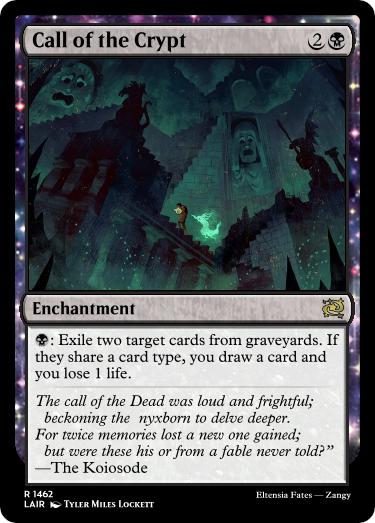 Call of the Crypt 2
Enchantment
: Exile two target cards from graveyards. If
they share a card type, you draw a card and
you lose 1 life.
The call of the Dead was loud and frightful;
beckoning the nyxborn to delve deeper.
For twice memories lost a new one gained;
but were these his or from a fable never told?”
—The Koiosode
R 1462
LAIR Tyler Miles Lockett
Eltensia Fates — Zangy